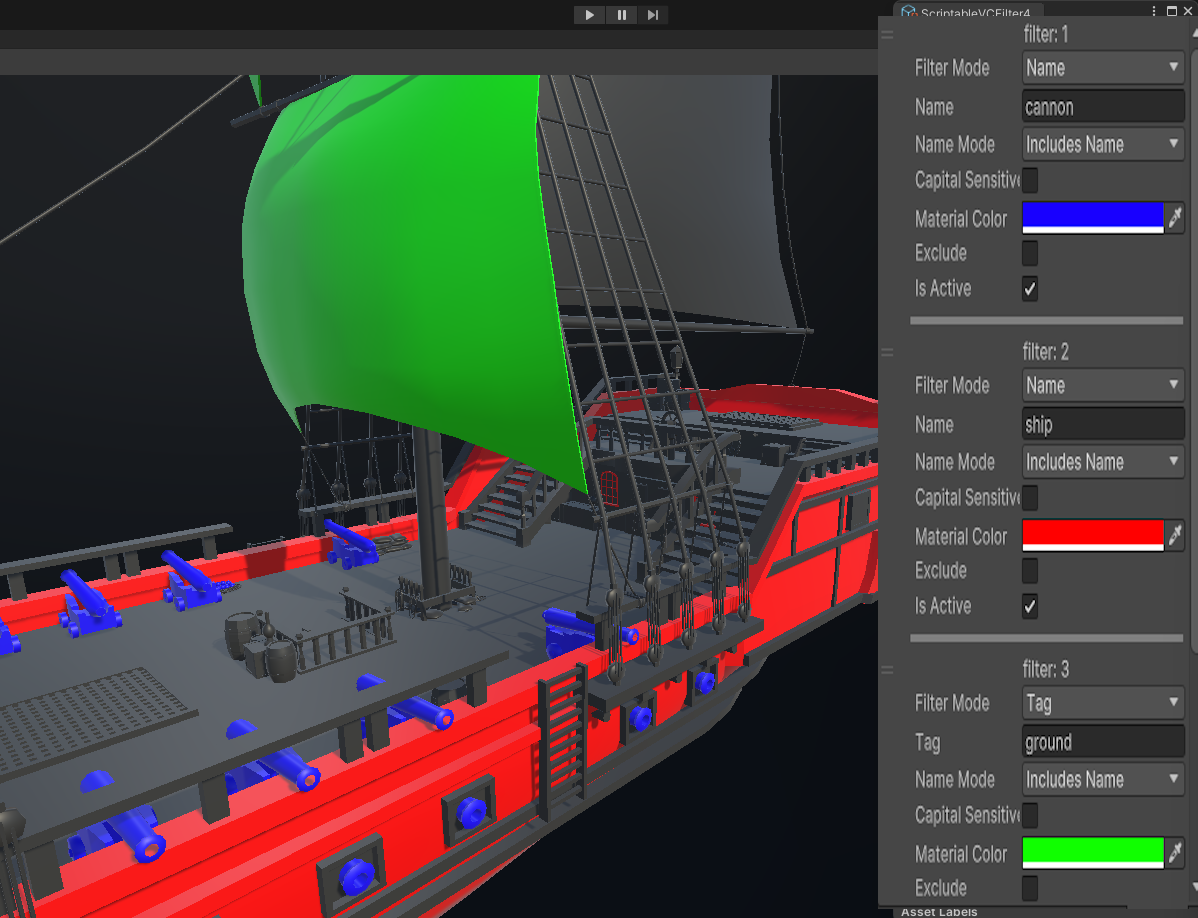 ScriptableVCFilter4
filter: 1
Filter Mode Name
Name cannon
Name Mode Includes Name
Capital Sensitive
Material Color
Exclude
Is Active
filter: 2
Filter Mode Name
Name ship
Name Mode Includes Name
Capital Sensitive
Material Color
Exclude
Is Active
filter: 3
Filter Mode Tag
Tag ground
Name Mode Includes Name
Capital Sensitive
Material Color
Exclude
Asset Labels